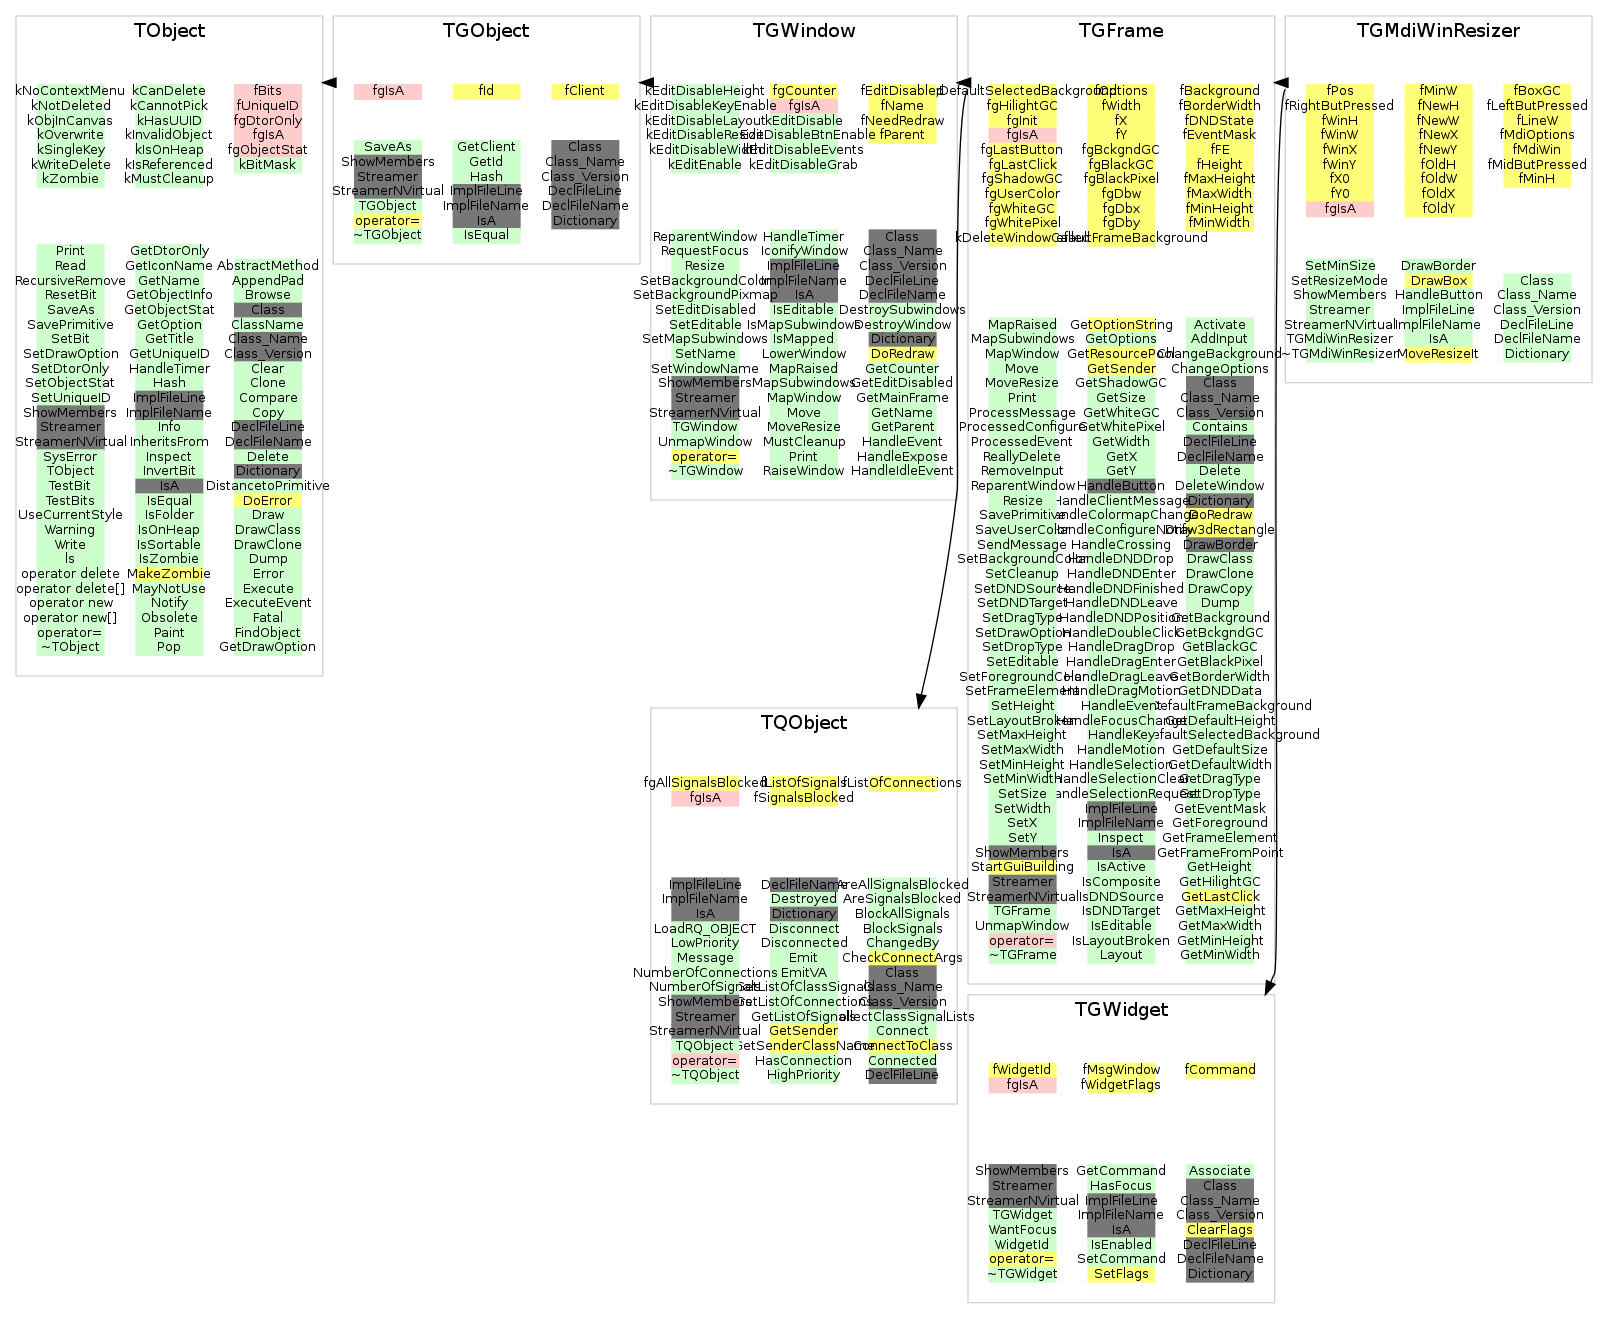 TObject
kNoContextMenu
kNotDeleted
kObjInCanvas
kOverwrite
kSingleKey
kWriteDelete
kZombie
kCanDelete
kCannotPick
kHasUUID
kInvalidObject
kIsOnHeap
kIsReferenced
kMustCleanup
fBits
fUniqueID
fgDtorOnly
fgIsA
fgObjectStat
kBitMask
Print
Read
RecursiveRemove
ResetBit
SaveAs
SavePrimitive
SetBit
SetDrawOption
SetDtorOnly
SetObjectStat
SetUniqueID
ShowMembers
Streamer
StreamerNVirtual
SysError
TObject
TestBit
TestBits
UseCurrentStyle
Warning
Write
ls
operator delete
operator delete[]
operator new
operator new[]
operator=
~TObject
GetDtorOnly
GetIconName
GetName
GetObjectInfo
GetObjectStat
GetOption
GetTitle
GetUniqueID
HandleTimer
Hash
ImplFileLine
ImplFileName
Info
InheritsFrom
Inspect
InvertBit
IsA
IsEqual
IsFolder
IsOnHeap
IsSortable
IsZombie
MakeZombie
MayNotUse
Notify
Obsolete
Paint
Pop
AbstractMethod
AppendPad
Browse
Class
ClassName
Class_Name
Class_Version
Clear
Clone
Compare
Copy
DeclFileLine
DeclFileName
Delete
Dictionary
DistancetoPrimitive
DoError
Draw
DrawClass
DrawClone
Dump
Error
Execute
ExecuteEvent
Fatal
FindObject
GetDrawOption
TGObject
fgIsA
fId
fClient
SaveAs
ShowMembers
Streamer
StreamerNVirtual
TGObject
operator=
~TGObject
GetClient
GetId
Hash
ImplFileLine
ImplFileName
IsA
IsEqual
Class
Class_Name
Class_Version
DeclFileLine
DeclFileName
Dictionary
TGWindow
kEditDisableHeight
kEditDisableKeyEnable
kEditDisableLayout
kEditDisableResize
kEditDisableWidth
kEditEnable
fgCounter
fgIsA
kEditDisable
kEditDisableBtnEnable
kEditDisableEvents
kEditDisableGrab
fEditDisabled
fName
fNeedRedraw
fParent
ReparentWindow
RequestFocus
Resize
SetBackgroundColor
SetBackgroundPixmap
SetEditDisabled
SetEditable
SetMapSubwindows
SetName
SetWindowName
ShowMembers
Streamer
StreamerNVirtual
TGWindow
UnmapWindow
operator=
~TGWindow
HandleTimer
IconifyWindow
ImplFileLine
ImplFileName
IsA
IsEditable
IsMapSubwindows
IsMapped
LowerWindow
MapRaised
MapSubwindows
MapWindow
Move
MoveResize
MustCleanup
Print
RaiseWindow
Class
Class_Name
Class_Version
DeclFileLine
DeclFileName
DestroySubwindows
DestroyWindow
Dictionary
DoRedraw
GetCounter
GetEditDisabled
GetMainFrame
GetName
GetParent
HandleEvent
HandleExpose
HandleIdleEvent
TGFrame
fgHilightGC
fgInit
fgIsA
fgLastButton
fgLastClick
fgShadowGC
fgUserColor
fgWhiteGC
fgWhitePixel
fOptions
fWidth
fX
fY
fgBckgndGC
fgBlackGC
fgBlackPixel
fgDbw
fgDbx
fgDby
fBackground
fBorderWidth
fDNDState
fEventMask
fFE
fHeight
fMaxHeight
fMaxWidth
fMinHeight
fMinWidth
MapRaised
MapSubwindows
MapWindow
Move
MoveResize
Print
ProcessMessage
ProcessedConfigure
ProcessedEvent
ReallyDelete
RemoveInput
ReparentWindow
Resize
SavePrimitive
SaveUserColor
SendMessage
SetBackgroundColor
SetCleanup
SetDNDSource
SetDNDTarget
SetDragType
SetDrawOption
SetDropType
SetEditable
SetForegroundColor
SetFrameElement
SetHeight
SetLayoutBroken
SetMaxHeight
SetMaxWidth
SetMinHeight
SetMinWidth
SetSize
SetWidth
SetX
SetY
ShowMembers
StartGuiBuilding
Streamer
StreamerNVirtual
TGFrame
UnmapWindow
operator=
~TGFrame
GetOptionString
GetOptions
GetResourcePool
GetSender
GetShadowGC
GetSize
GetWhiteGC
GetWhitePixel
GetWidth
GetX
GetY
HandleButton
HandleClientMessage
HandleColormapChange
HandleConfigureNotify
HandleCrossing
HandleDNDDrop
HandleDNDEnter
HandleDNDFinished
HandleDNDLeave
HandleDNDPosition
HandleDoubleClick
HandleDragDrop
HandleDragEnter
HandleDragLeave
HandleDragMotion
HandleEvent
HandleFocusChange
HandleKey
HandleMotion
HandleSelection
HandleSelectionClear
HandleSelectionRequest
ImplFileLine
ImplFileName
Inspect
IsA
IsActive
IsComposite
IsDNDSource
IsDNDTarget
IsEditable
IsLayoutBroken
Layout
Activate
AddInput
ChangeBackground
ChangeOptions
Class
Class_Name
Class_Version
Contains
DeclFileLine
DeclFileName
Delete
DeleteWindow
Dictionary
DoRedraw
Draw3dRectangle
DrawBorder
DrawClass
DrawClone
DrawCopy
Dump
GetBackground
GetBckgndGC
GetBlackGC
GetBlackPixel
GetBorderWidth
GetDNDData
DefaultFrameBackground
GetDefaultHeight
efaultSelectedBackground
GetDefaultSize
GetDefaultWidth
GetDragType
GetDropType
GetEventMask
GetForeground
GetFrameElement
GetFrameFromPoint
GetHeight
GetHilightGC
GetLastClick
GetMaxHeight
GetMaxWidth
GetMinHeight
GetMinWidth
TGMdiWinResizer
fPos
fRightButPressed
fWinH
fWinW
fWinX
fWinY
fX0
fY0
fgIsA
fMinW
fNewH
fNewW
fNewX
fNewY
fOldH
fOldW
fOldX
fOldY
fBoxGC
fLeftButPressed
fLineW
fMdiOptions
fMdiWin
fMidButPressed
fMinH
SetMinSize
SetResizeMode
ShowMembers
Streamer
StreamerNVirtual
TGMdiWinResizer
~TGMdiWinResizer
DrawBorder
DrawBox
HandleButton
ImplFileLine
ImplFileName
IsA
MoveResizeIt
Class
Class_Name
Class_Version
DeclFileLine
DeclFileName
Dictionary
TQObject
fgAllSignalsBlocked
fgIsA
fListOfSignals
fSignalsBlocked
fListOfConnections
ImplFileLine
ImplFileName
IsA
LoadRQ_OBJECT
LowPriority
Message
NumberOfConnections
NumberOfSignals
ShowMembers
Streamer
StreamerNVirtual
TQObject
operator=
~TQObject
DeclFileName
Destroyed
Dictionary
Disconnect
Disconnected
Emit
EmitVA
GetListOfClassSignals
GetListOfConnections
GetListOfSignals
GetSender
GetSenderClassName
HasConnection
HighPriority
AreAllSignalsBlocked
AreSignalsBlocked
BlockAllSignals
BlockSignals
ChangedBy
CheckConnectArgs
Class
Class_Name
Class_Version
ollectClassSignalLists
Connect
ConnectToClass
Connected
DeclFileLine
TGWidget
fWidgetId
fgIsA
fMsgWindow
fWidgetFlags
fCommand
ShowMembers
Streamer
StreamerNVirtual
TGWidget
WantFocus
WidgetId
operator=
~TGWidget
GetCommand
HasFocus
ImplFileLine
ImplFileName
IsA
IsEnabled
SetCommand
SetFlags
Associate
Class
Class_Name
Class_Version
ClearFlags
DeclFileLine
DeclFileName
Dictionary